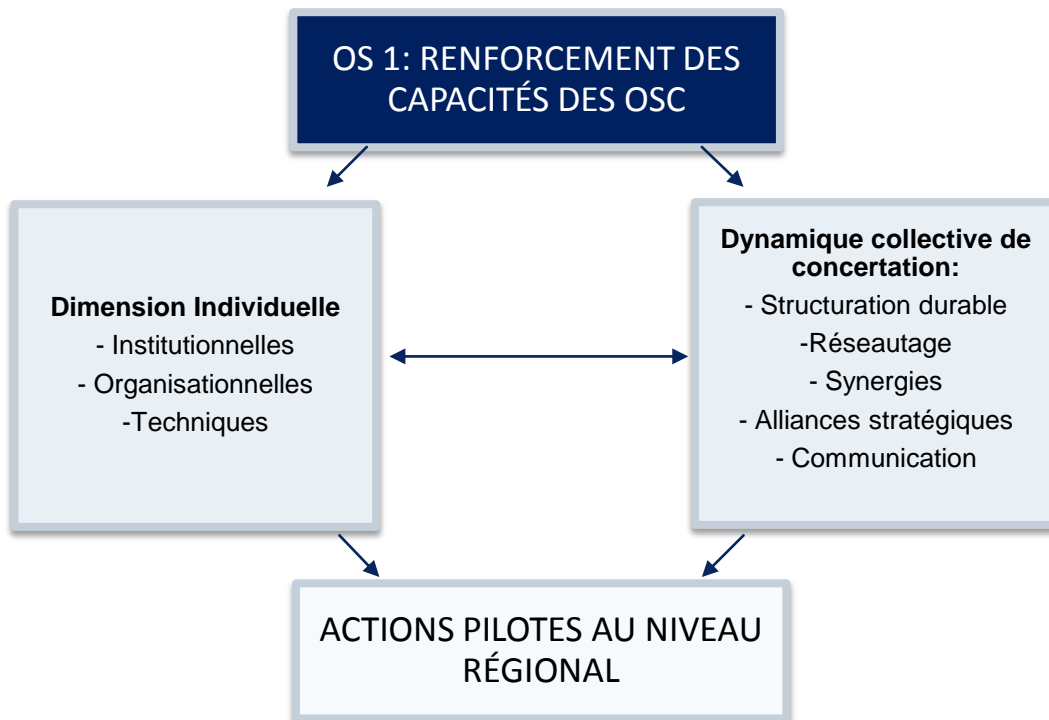 OS 1: RENFORCEMENT DES
CAPACITÉS DES OSC
Dimension Individuelle
- Institutionnelles
- Organisationnelles
-Techniques
Dynamique collective de
concertation:
- Structuration durable
-Réseautage
- Synergies
- Alliances stratégiques
- Communication
ACTIONS PILOTES AU NIVEAU
RÉGIONAL